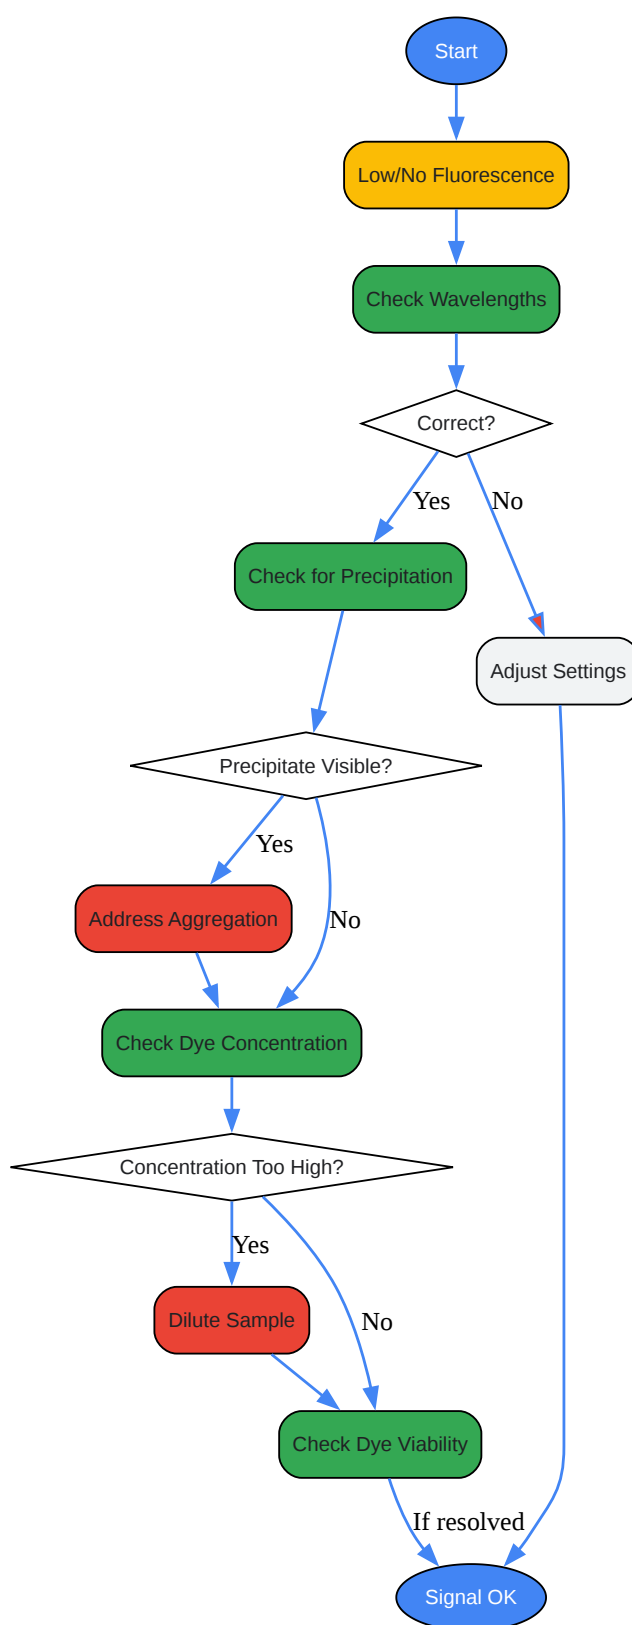 Start
Low/No Fluorescence
Check Wavelengths
Correct?
Yes
No
Check for Precipitation
Adjust Settings
Precipitate Visible?
Yes
Address Aggregation
No
Check Dye Concentration
Concentration Too High?
Yes
Dilute Sample
No
Check Dye Viability
If resolved
Signal OK